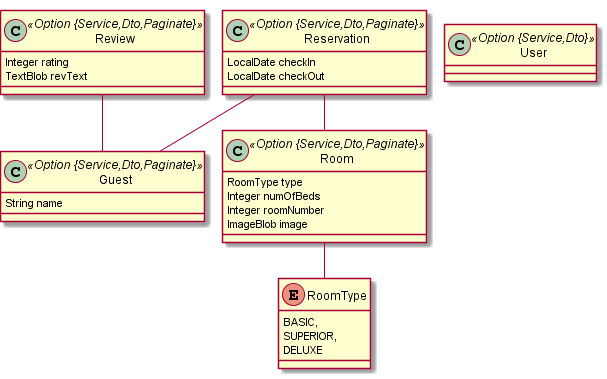 C
«Option {Service,Dto,Paginate}»
Review
Integer rating
TextBlob revText
C
«Option {Service,Dto,Paginate}»
Reservation
LocalDate checkIn
LocalDate checkOut
C
«Option {Service,Dto}»
User
C
«Option {Service,Dto,Paginate}»
Guest
String name
C
«Option {Service,Dto,Paginate}»
Room
RoomType type
Integer numOfBeds
Integer roomNumber
ImageBlob image
E
RoomType
BASIC,
SUPERIOR,
DELUXE